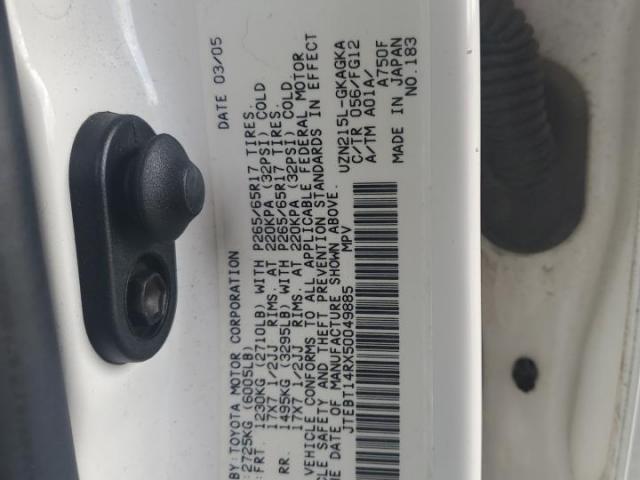 BY: TOYOTA MOTOR CORPORATION DATE 03/05
: 2725KG (6005LB)
:FRT. 1230KG (2710LB) WITH P265/65R17 TIRES.
17X7 1/2JJ RIMS. AT 220KPA (32PSI) COLD
RR. 1495KG (3295LB) WITH P265/65R17 TIRES.
17X7 1/2JJ RIMS. AT 220KPA (32PSI) COLD
VEHICLE CONFORMS TO ALL APPLICABLE FEDERAL MOTOR
CLE SAFETY AND THEFT PREVENTION STANDARDS IN EFFECT
HE DATE OF MANUFACTURE SHOWN ABOVE.
JTEBT14RX50049885 UZN215L-GKAGKA
MPV C/TR 056/FG12
A/TM A01A/ A750F
MADE IN JAPAN
NO.183